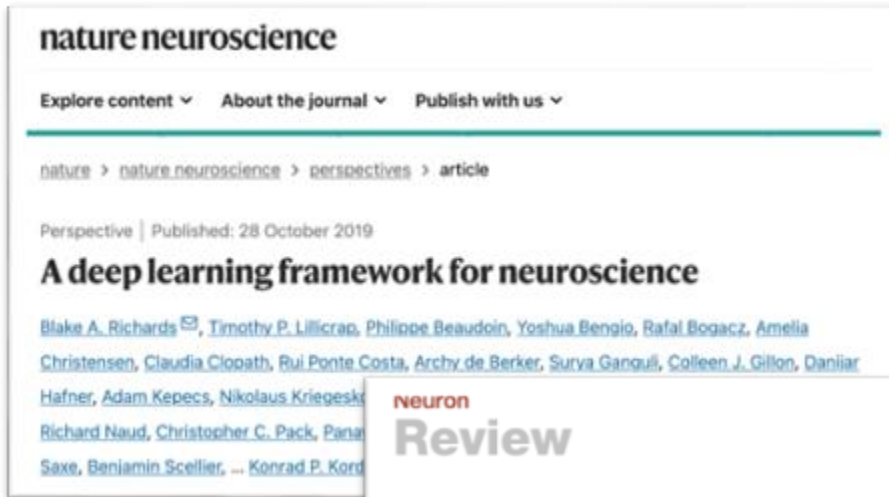 nature neuroscience
Explore content About the journal Publish with us
nature > nature neuroscience > perspectives > article
Perspective | Published: 28 October 2019
A deep learning framework for neuroscience
Blake A. Richards, Timothy P. Lillicrap, Philippe Beaudoin, Yoshua Bengio, Rafal Bogacz, Amelia
Christensen, Claudia Clopath, Rui Ponte Costa, Archy de Berker, Surya Ganguli, Colleen J. Gillon, Danijar
Hafner, Adam Kepecs, Nikolaus Kriegesko
Richard Naud, Christopher C. Pack, Pana
Saxe, Benjamin Scellier, ... Konrad P. Kord
Neuron
Review